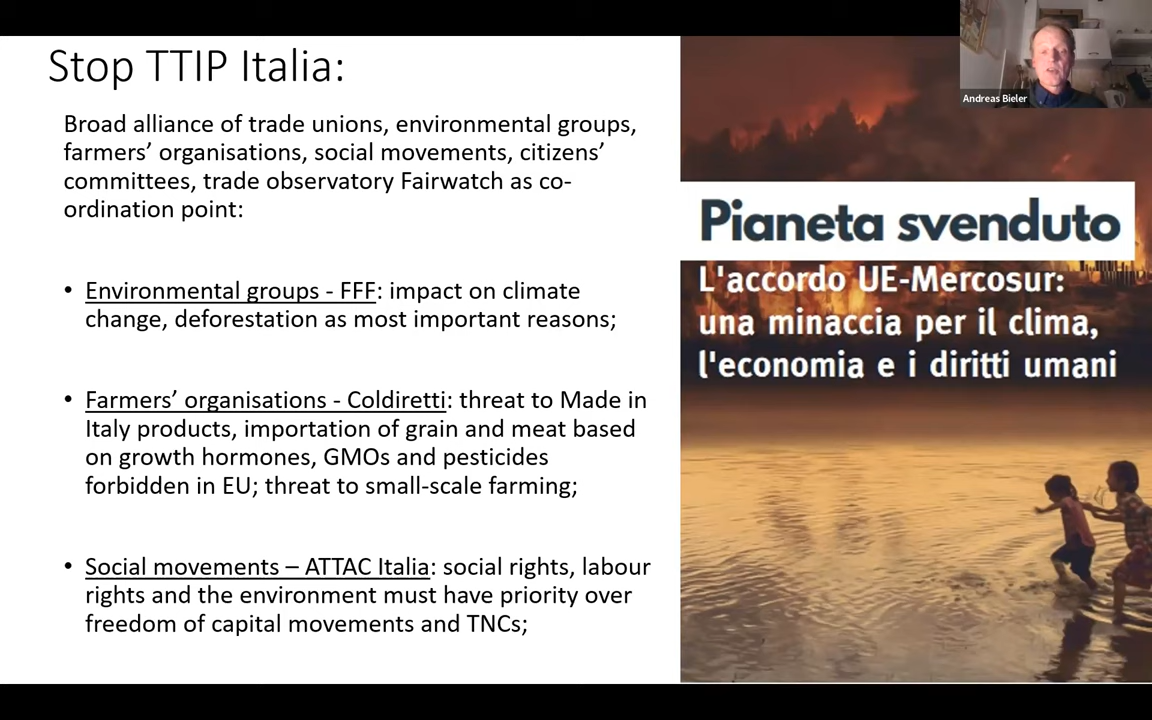 Stop TTIP Italia:
Broad alliance of trade unions, environmental groups,
farmers’ organisations, social movements, citizens’
committees, trade observatory Fairwatch as co-
ordination point:
• Environmental groups - FFF: impact on climate
change, deforestation as most important reasons;
• Farmers’ organisations - Coldiretti: threat to Made in
Italy products, importation of grain and meat based
on growth hormones, GMOs and pesticides
forbidden in EU; threat to small-scale farming;
• Social movements – ATTAC Italia: social rights, labour
rights and the environment must have priority over
freedom of capital movements and TNCs;
Andreas Bieler
Pianeta svenduto
L'accordo UE-Mercosur:
una minaccia per il clima,
l'economia e i diritti umani